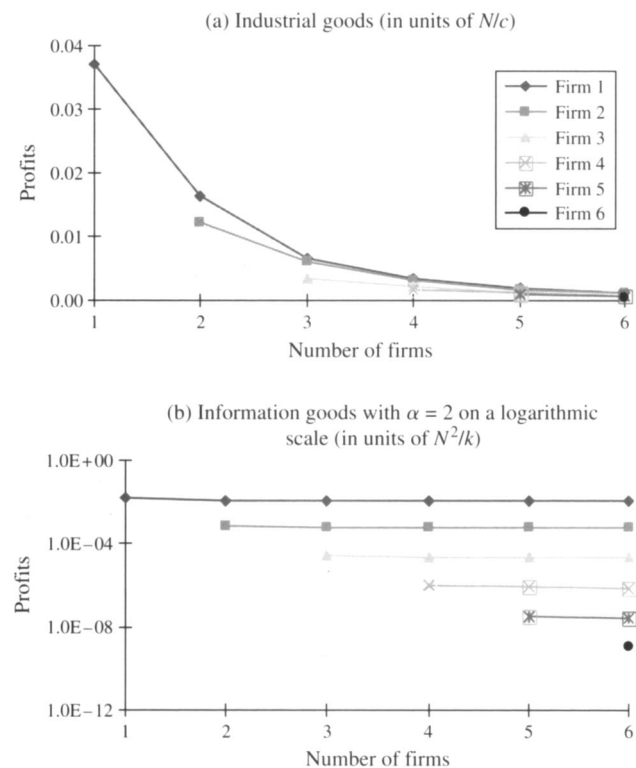 (a) Industrial goods (in units of N/c)
0.04
0.03
0.02
0.01
0.00
Profits
1 2 3 4 5 6
Number of firms
Firm 1
Firm 2
Firm 3
Firm 4
Firm 5
Firm 6
(b) Information goods with α = 2 on a logarithmic
scale (in units of N²/k)
1.0E+00
1.0E−04
1.0E−08
1.0E−12
Profits
1 2 3 4 5 6
Number of firms